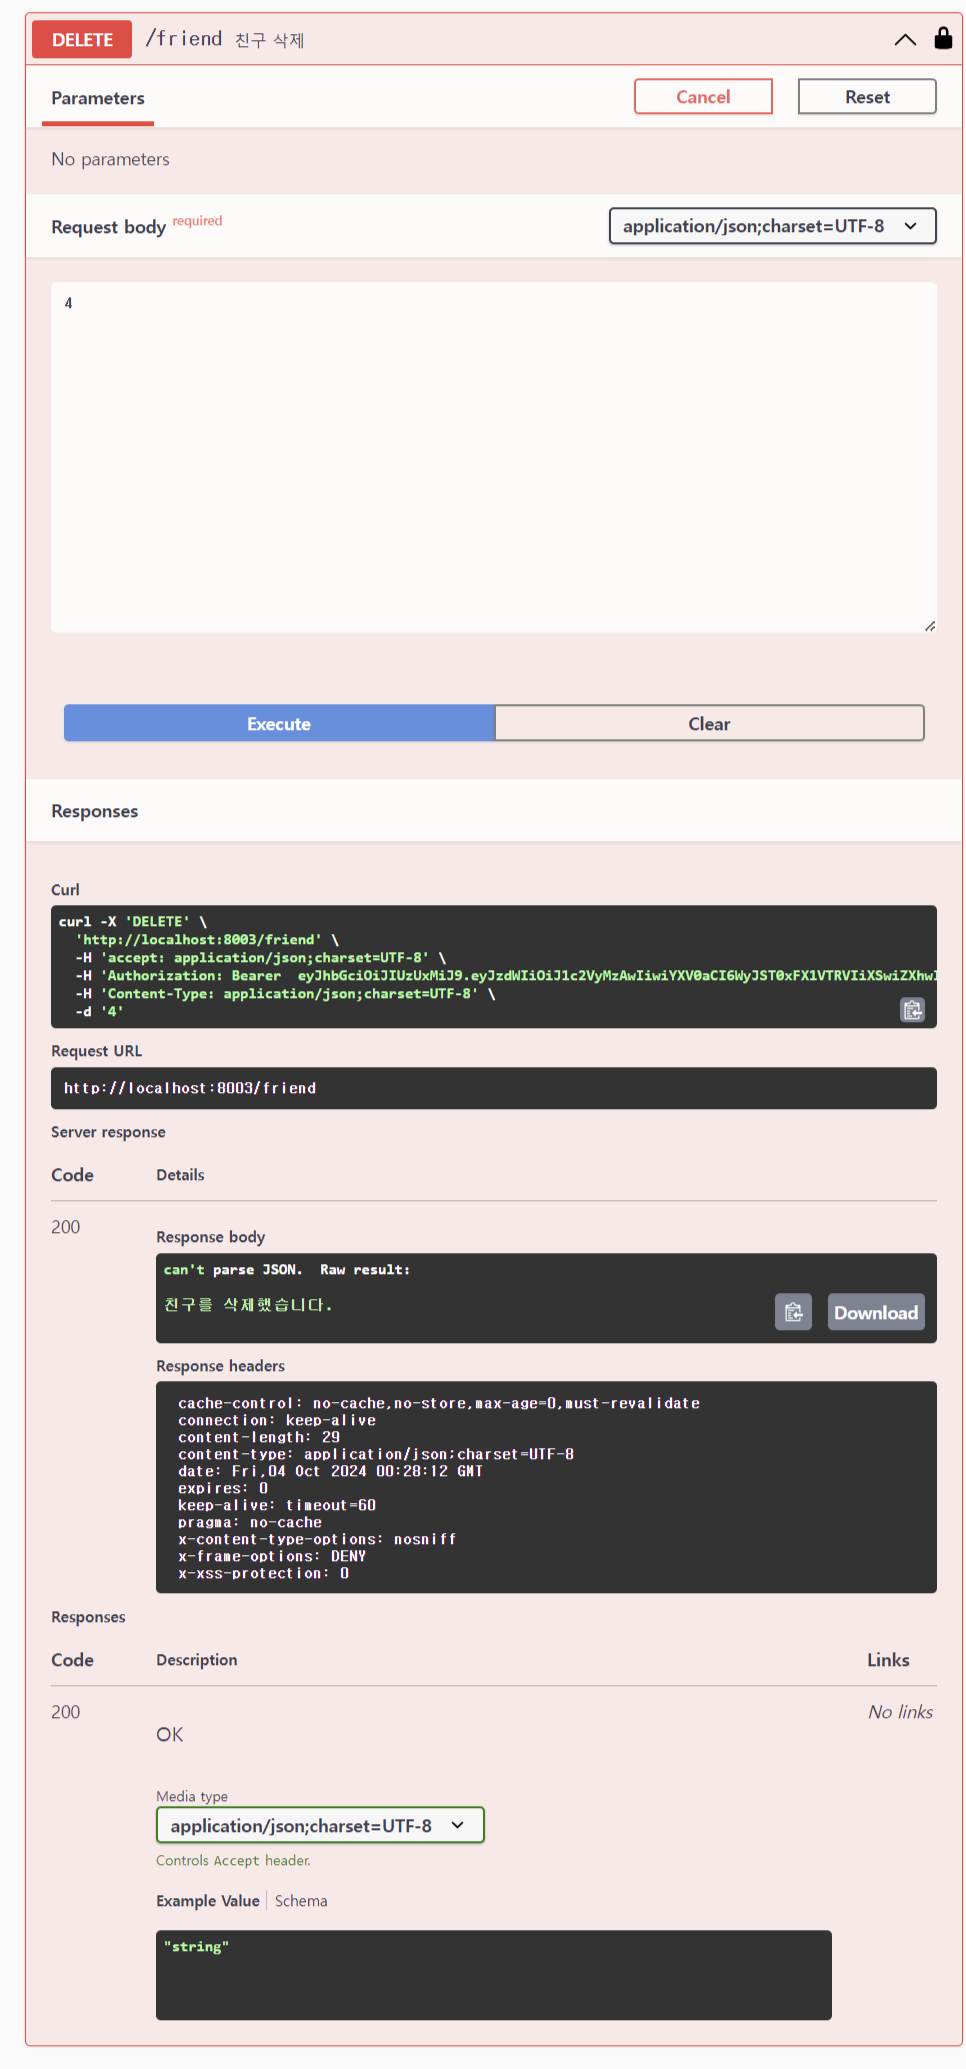 DELETE /friend 친구 삭제
Parameters
Cancel
Reset
No parameters
Request body required
application/json;charset=UTF-8
4
Execute
Clear
Responses
Curl
curl -X 'DELETE' \
'http://localhost:8003/friend' \
-H 'accept: application/json;charset=UTF-8' \
-H 'Authorization: Bearer  eyJhbGciOiJIUzUxMiJ9.eyJzdWIiOiJ1c2VyMzAwIiwiYXV0aCI6WyJST0xFX1VTRVIiXSwiZXhwI
-H 'Content-Type: application/json;charset=UTF-8' \
-d '4'
Request URL
http://localhost:8003/friend
Server response
Code Details
200
Response body
can't parse JSON.  Raw result:
친구를 삭제했습니다.
Download
Response headers
cache-control: no-cache,no-store,max-age=0,must-revalidate
connection: keep-alive
content-length: 29
content-type: application/json;charset=UTF-8
date: Fri,04 Oct 2024 00:28:12 GMT
expires: 0
keep-alive: timeout=60
pragma: no-cache
x-content-type-options: nosniff
x-frame-options: DENY
x-xss-protection: 0
Responses
Code Description Links
200 No links
OK
Media type
application/json;charset=UTF-8
Controls Accept header.
Example Value Schema
"string"